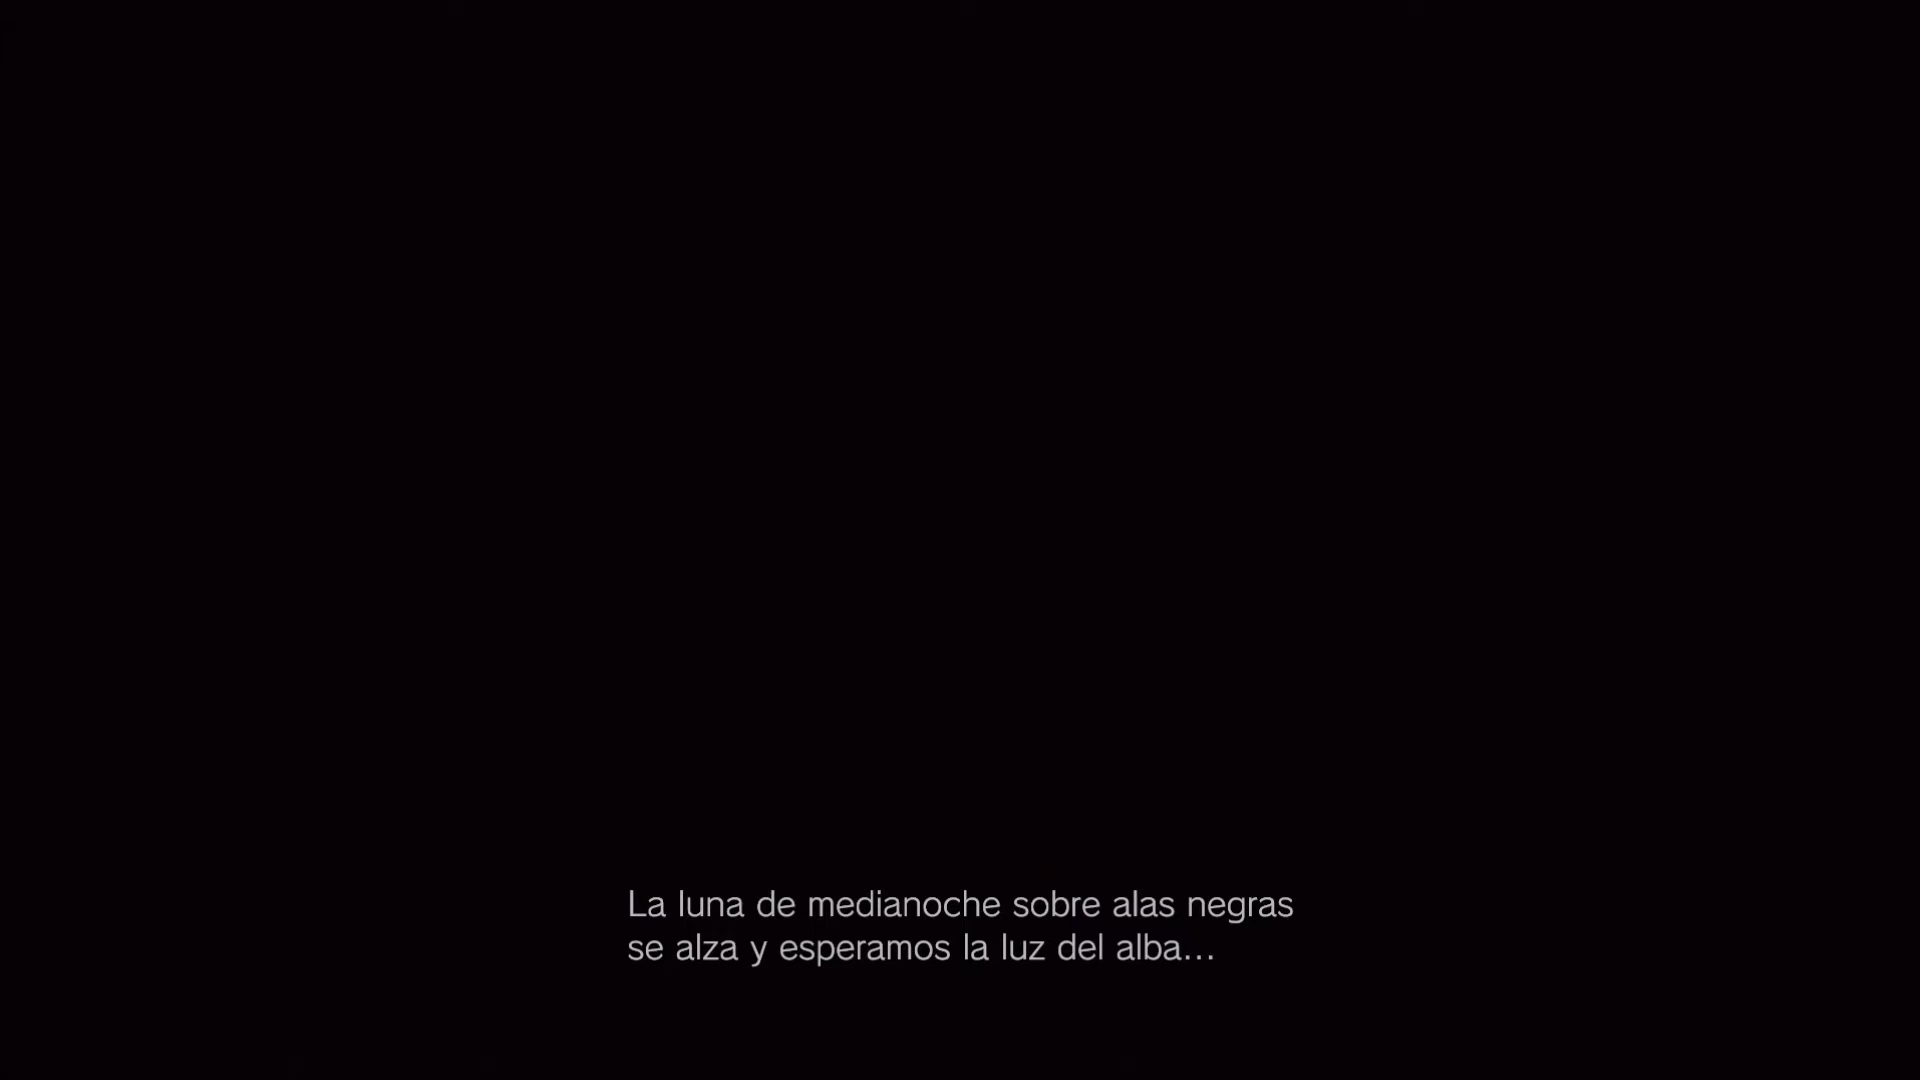 La luna de medianoche sobre alas negras
se alza y esperamos la luz del alba...